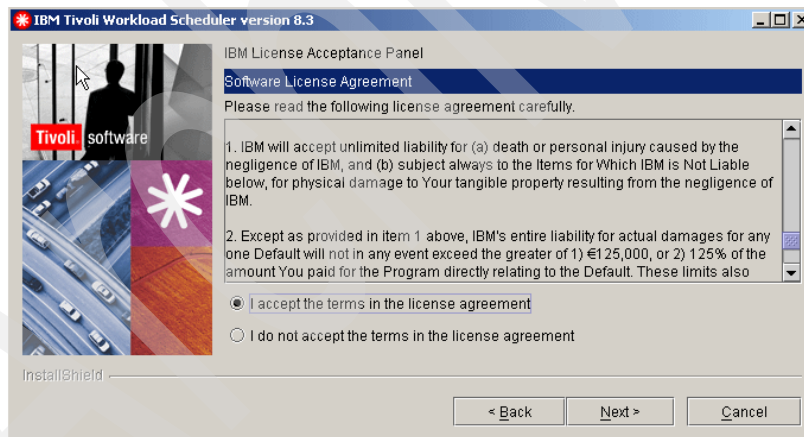 IBM Tivoli Workload Scheduler version 8.3
IBM License Acceptance Panel
Software License Agreement
Please read the following license agreement carefully.
Tivoli. software
1. IBM will accept unlimited liability for (a) death or personal injury caused by the
negligence of IBM, and (b) subject always to the Items for Which IBM is Not Liable
below, for physical damage to Your tangible property resulting from the negligence of
IBM.
2. Except as provided in item 1 above, IBM's entire liability for actual damages for any
one Default will not in any event exceed the greater of 1) €125,000, or 2) 125% of the
amount You paid for the Program directly relating to the Default. These limits also
I accept the terms in the license agreement
I do not accept the terms in the license agreement
InstallShield
< Back
Next >
Cancel